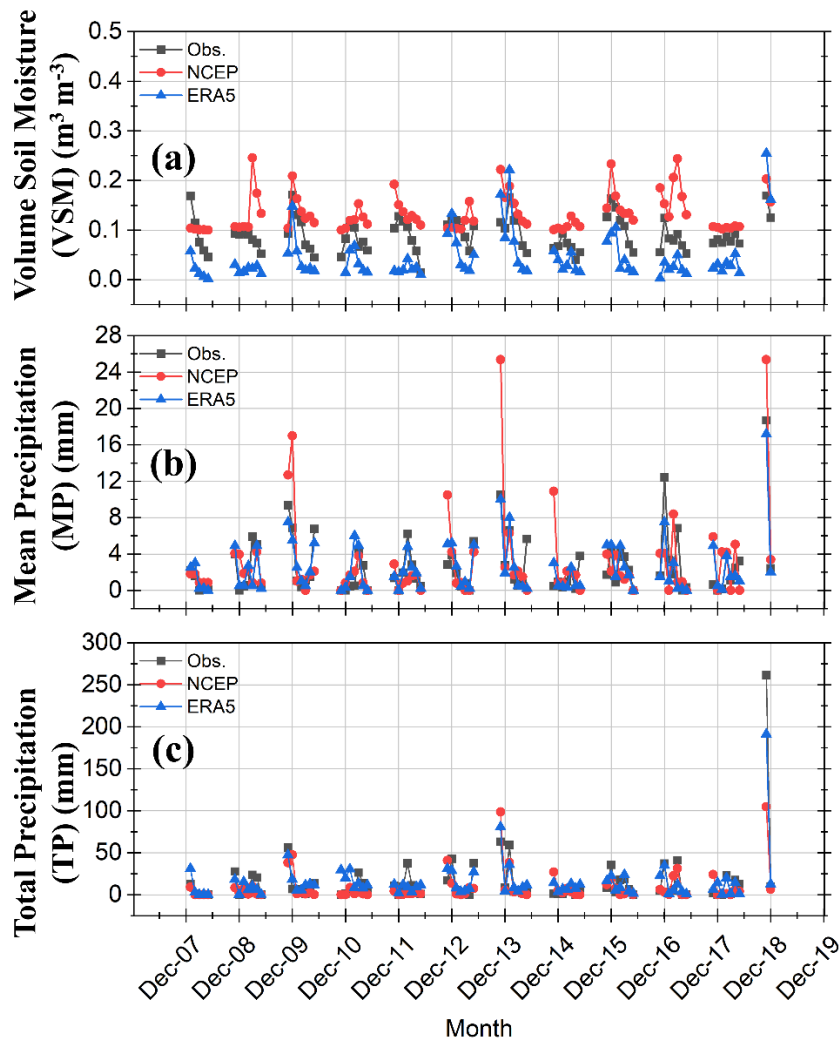 Volume Soil Moisture
(VSM) (m³ m⁻³)
0.5
0.4
0.3
0.2
0.1
0.0
Obs.
NCEP
ERA5
(a)
Mean Precipitation
(MP) (mm)
28
24
20
16
12
8
4
0
Obs.
NCEP
ERA5
(b)
Total Precipitation
(TP) (mm)
300
250
200
150
100
50
0
Obs.
NCEP
ERA5
(c)
Dec-07
Dec-08
Dec-09
Dec-10
Dec-11
Dec-12
Dec-13
Dec-14
Dec-15
Dec-16
Dec-17
Dec-18
Dec-19
Month